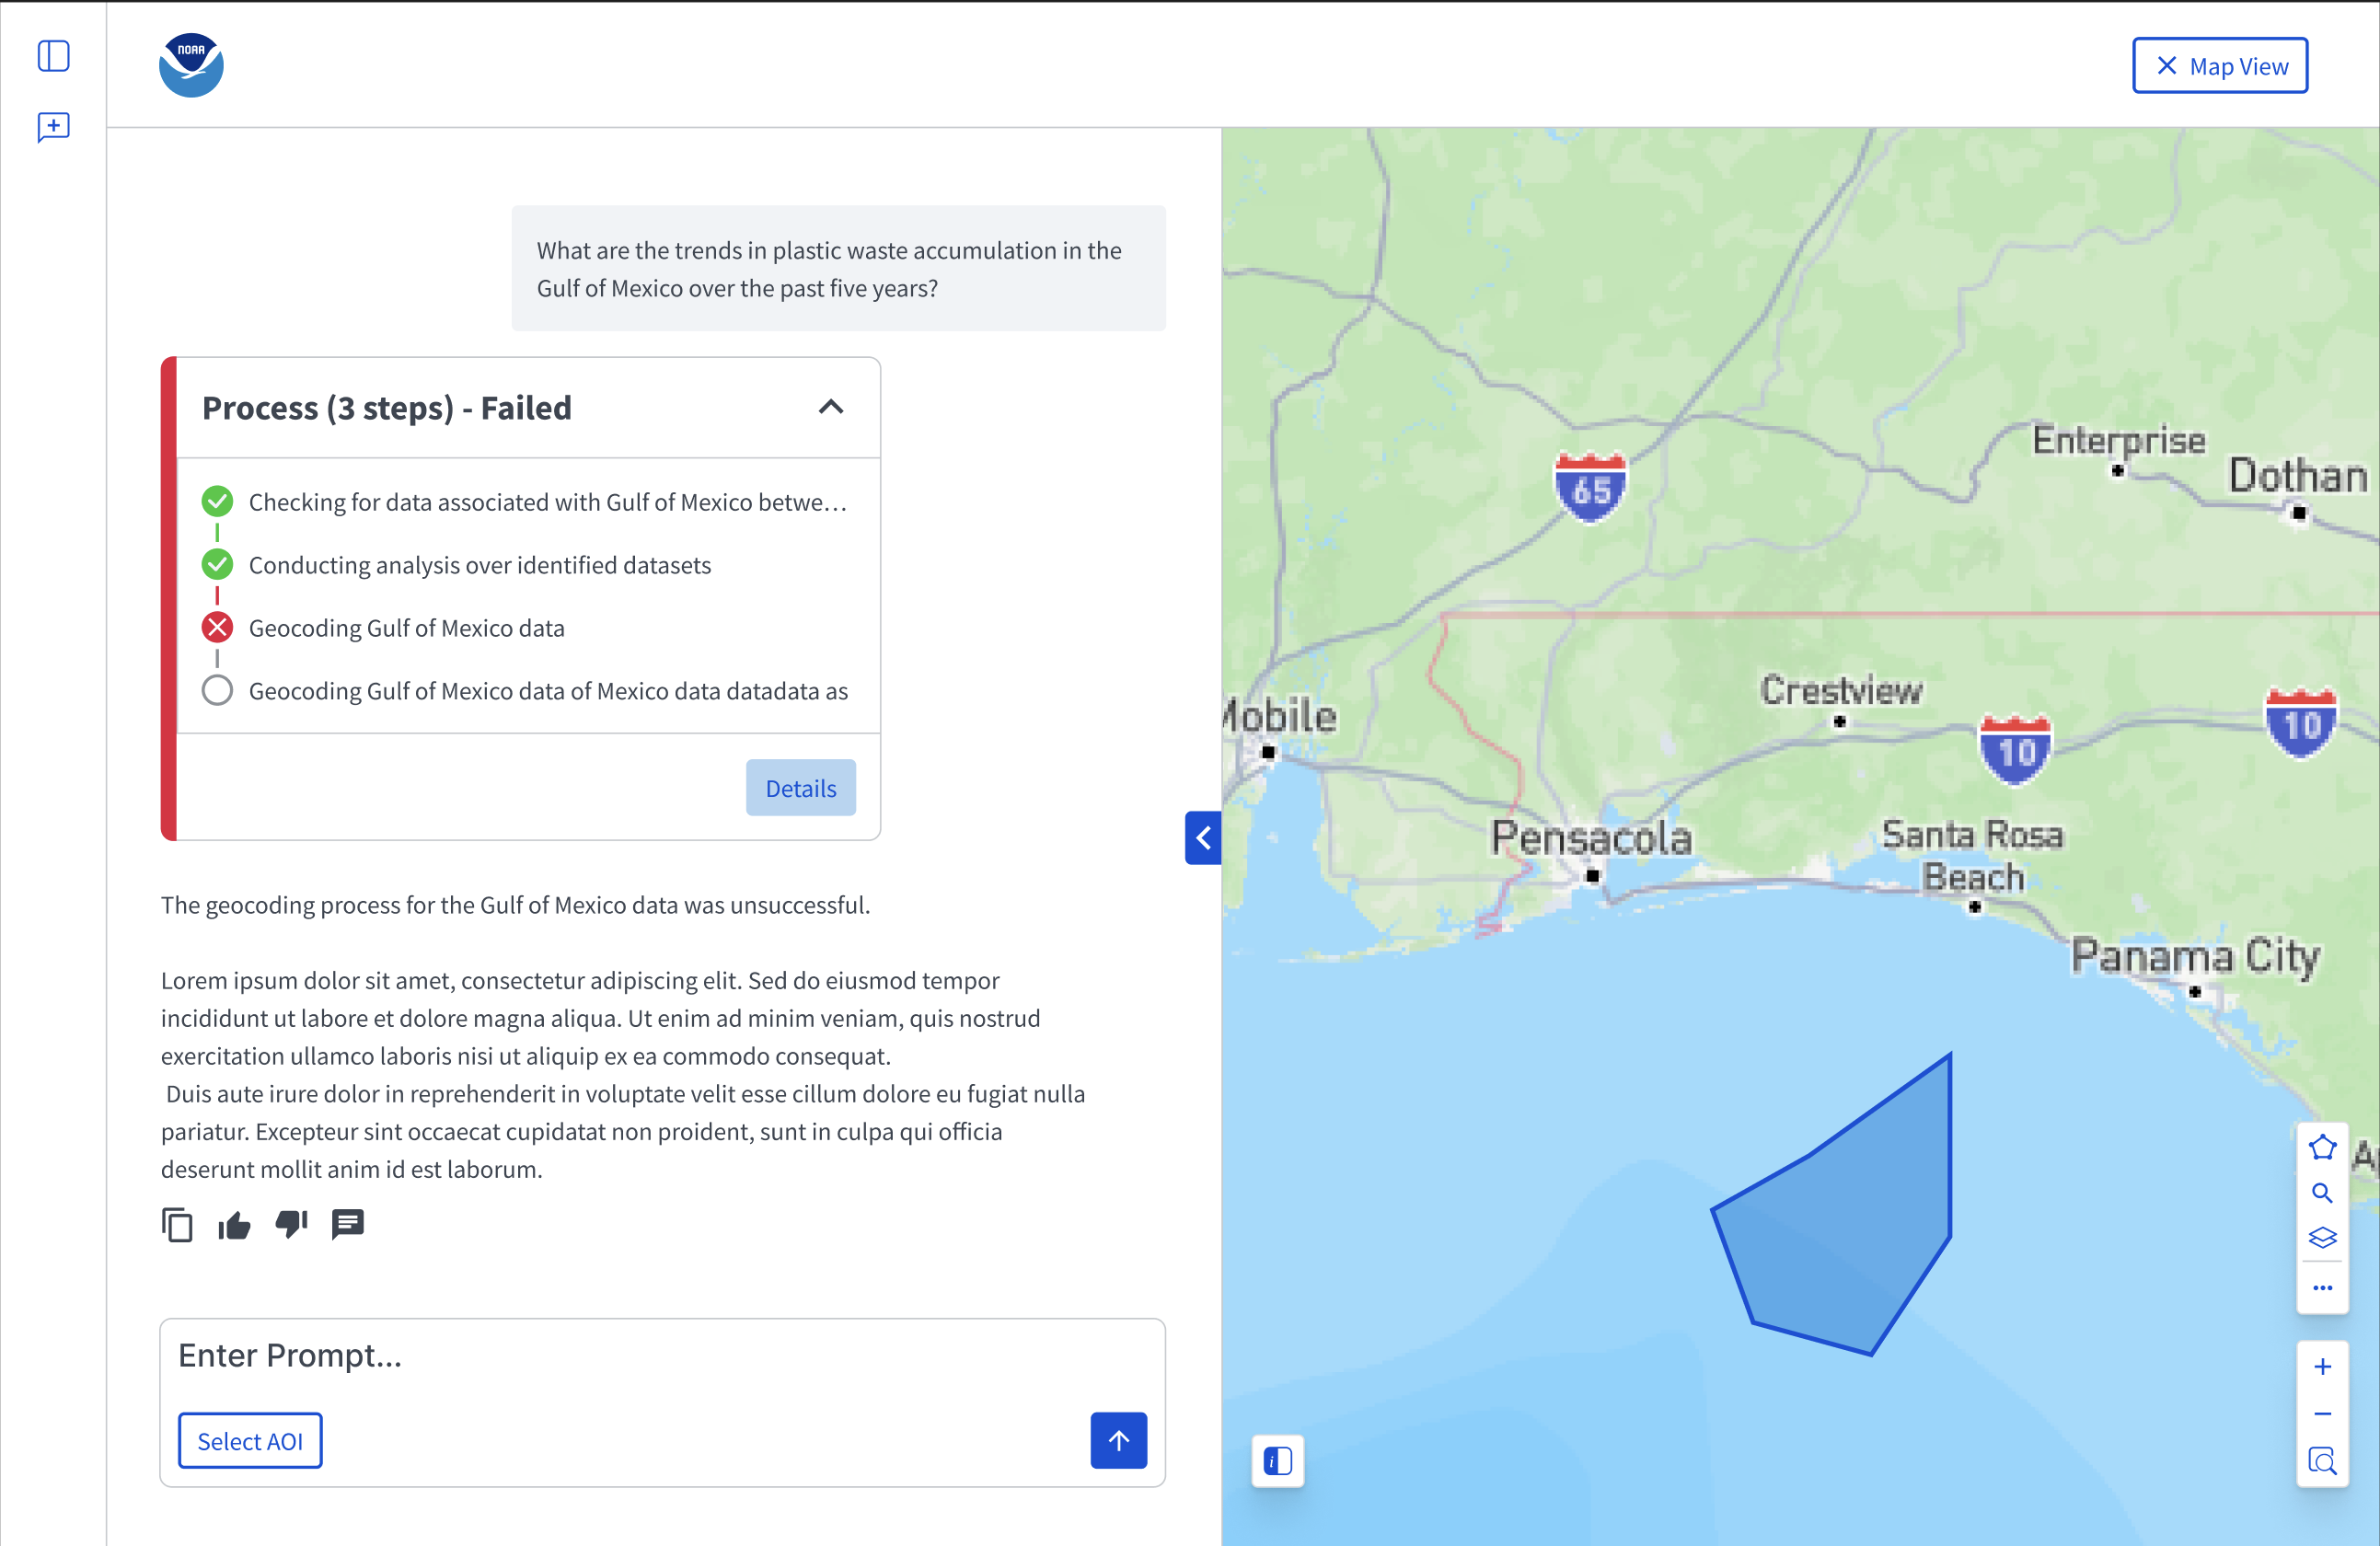 NOAA
Map View
What are the trends in plastic waste accumulation in the
Gulf of Mexico over the past five years?
Process (3 steps) - Failed
Checking for data associated with Gulf of Mexico betwe...
Conducting analysis over identified datasets
Geocoding Gulf of Mexico data
Geocoding Gulf of Mexico data of Mexico data datadata as
Details
The geocoding process for the Gulf of Mexico data was unsuccessful.
Lorem ipsum dolor sit amet, consectetur adipiscing elit. Sed do eiusmod tempor
incididunt ut labore et dolore magna aliqua. Ut enim ad minim veniam, quis nostrud
exercitation ullamco laboris nisi ut aliquip ex ea commodo consequat.
Duis aute irure dolor in reprehenderit in voluptate velit esse cillum dolore eu fugiat nulla
pariatur. Excepteur sint occaecat cupidatat non proident, sunt in culpa qui officia
deserunt mollit anim id est laborum.
Enter Prompt...
Select AOI
Enterprise
Dothan
65
Crestview
10
10
Mobile
Pensacola
Santa Rosa
Beach
Panama City
i